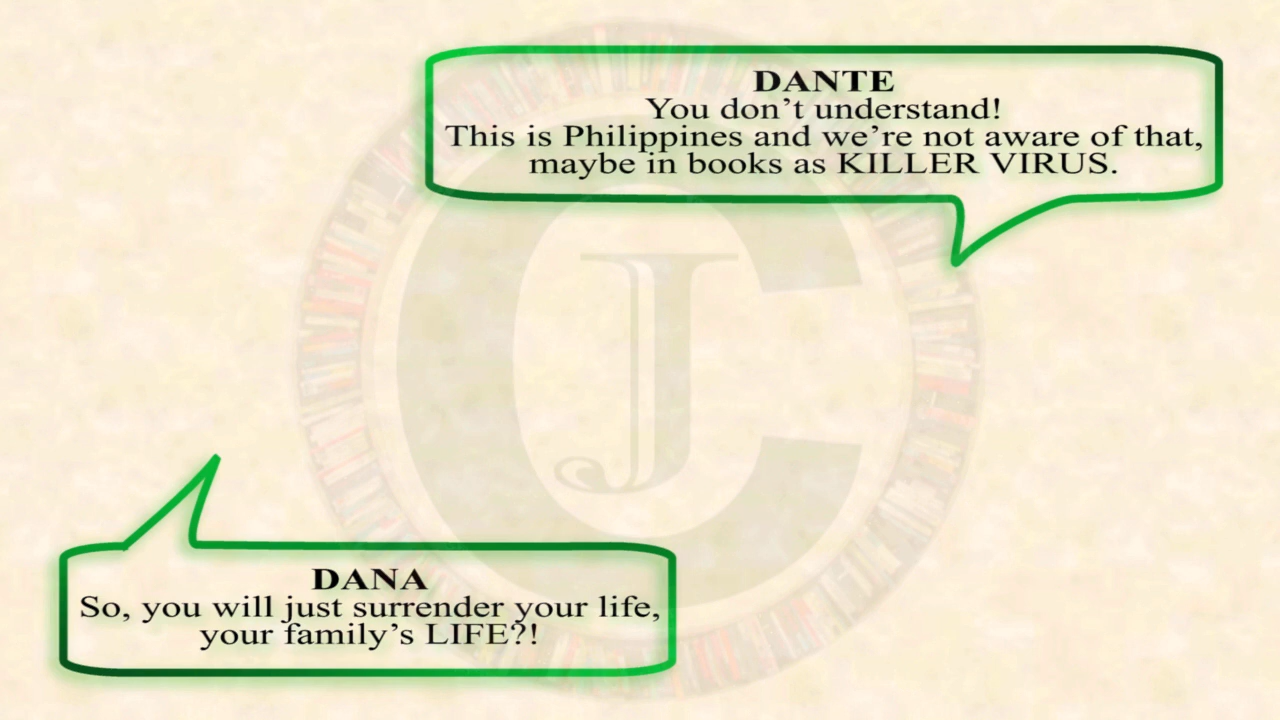 DANTE
You don't understand!
This is Philippines and we're not aware of that,
maybe in books as KILLER VIRUS.
CJ
DANA
So, you will just surrender your life,
your family's LIFE?!